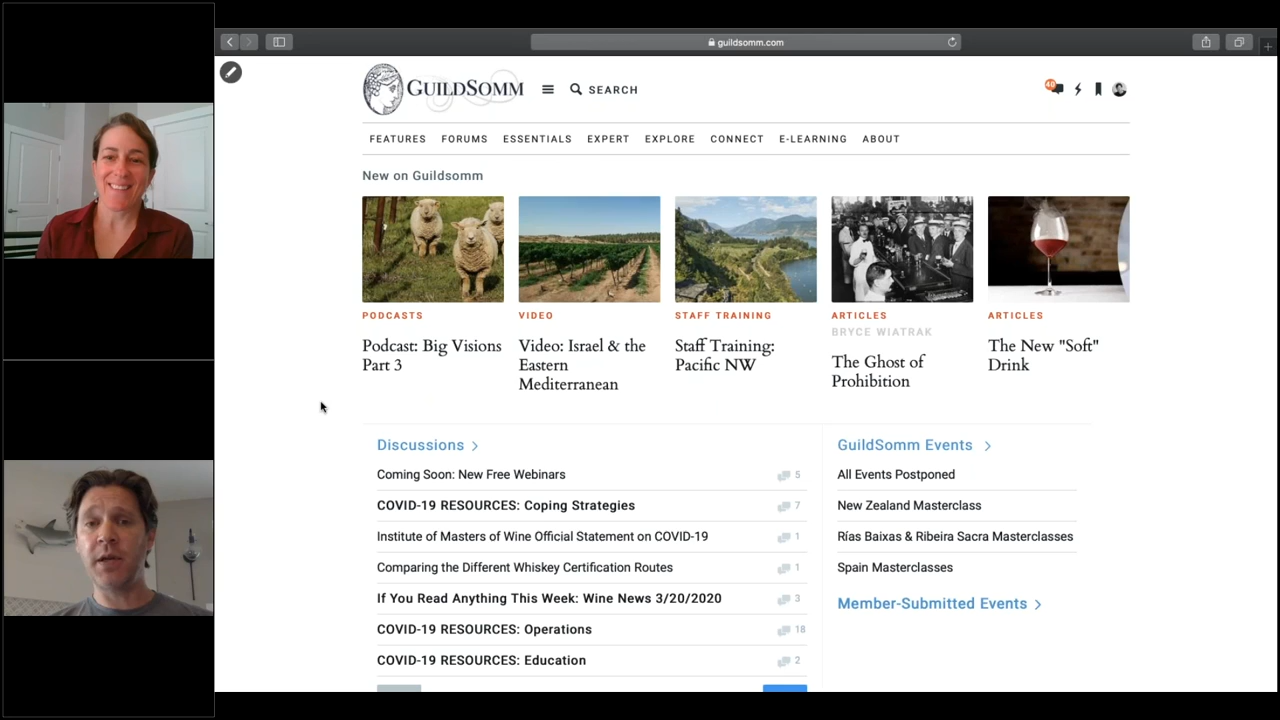 guildsomm.com
GUILDSOMM
SEARCH
FEATURES FORUMS ESSENTIALS EXPERT EXPLORE CONNECT E-LEARNING ABOUT
New on Guildsomm
PODCASTS
Podcast: Big Visions
Part 3
VIDEO
Video: Israel & the
Eastern
Mediterranean
STAFF TRAINING
Staff Training:
Pacific NW
ARTICLES
BRYCE WIATRAK
The Ghost of
Prohibition
ARTICLES
The New "Soft"
Drink
Discussions
Coming Soon: New Free Webinars 5
COVID-19 RESOURCES: Coping Strategies 7
Institute of Masters of Wine Official Statement on COVID-19 1
Comparing the Different Whiskey Certification Routes 1
If You Read Anything This Week: Wine News 3/20/2020 3
COVID-19 RESOURCES: Operations 18
COVID-19 RESOURCES: Education 2
GuildSomm Events
All Events Postponed
New Zealand Masterclass
Rías Baixas & Ribeira Sacra Masterclasses
Spain Masterclasses
Member-Submitted Events